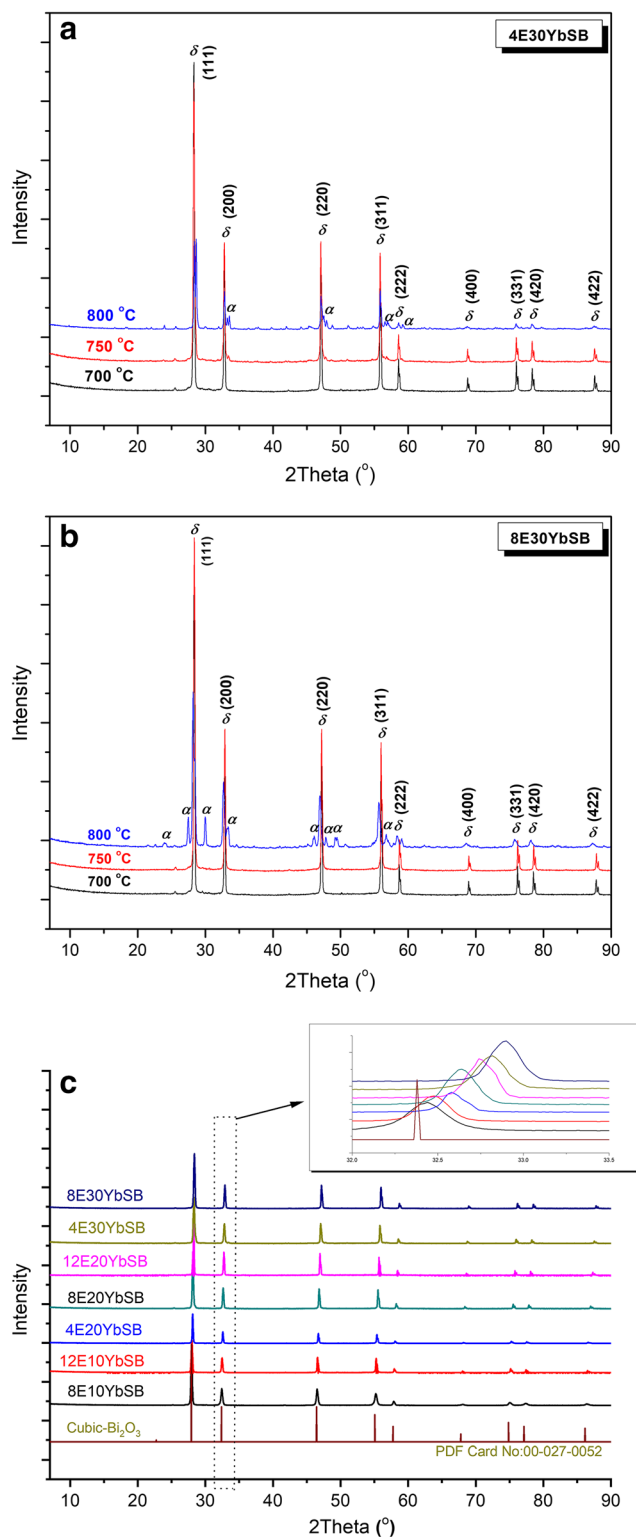 a
4E30YbSB
δ
(111)
δ (200)
δ (220)
δ (311)
δ (222)
δ (400)
δ (331)
δ (420)
δ (422)
α
α
α
α
800 °C
750 °C
700 °C
Intensity
10 20 30 40 50 60 70 80 90
2Theta (°)
b
8E30YbSB
δ
(111)
δ (200)
δ (220)
δ (311)
δ (222)
δ (400)
δ (331)
δ (420)
δ (422)
α
α
α
α
α
α
α
α
800 °C
750 °C
700 °C
Intensity
10 20 30 40 50 60 70 80 90
2Theta (°)
c
32.0 32.5 33.0 33.5
8E30YbSB
4E30YbSB
12E20YbSB
8E20YbSB
4E20YbSB
12E10YbSB
8E10YbSB
Cubic-Bi₂O₃
PDF Card No:00-027-0052
Intensity
10 20 30 40 50 60 70 80 90
2Theta (°)